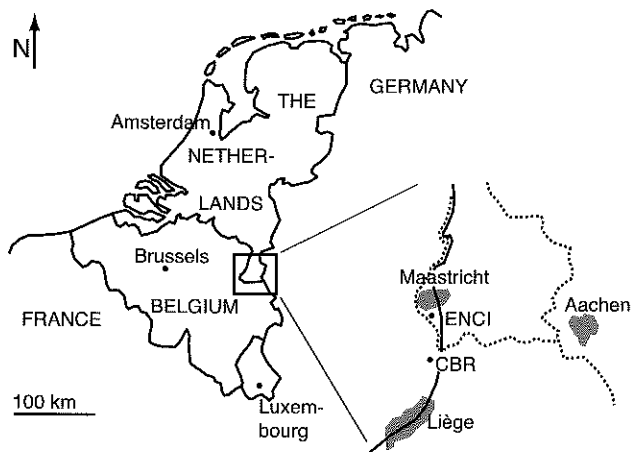 N
THE
GERMANY
Amsterdam
NETHER-
LANDS
Brussels
Maastricht
Aachen
FRANCE
BELGIUM
ENCI
CBR
100 km
Luxem-
bourg
Liège